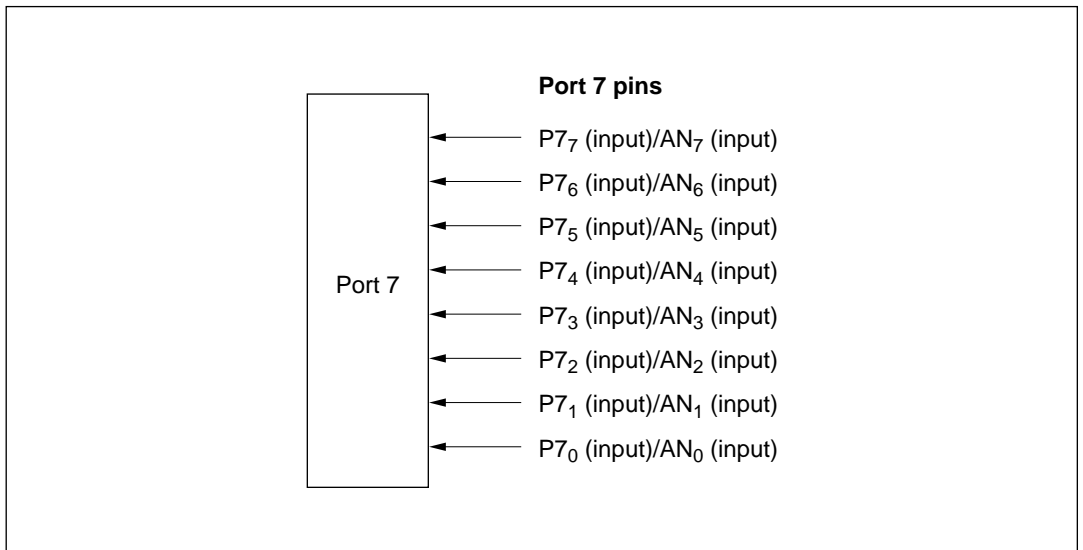 Port 7 pins
P7₇ (input)/AN₇ (input)
P7₆ (input)/AN₆ (input)
P7₅ (input)/AN₅ (input)
P7₄ (input)/AN₄ (input)
Port 7
P7₃ (input)/AN₃ (input)
P7₂ (input)/AN₂ (input)
P7₁ (input)/AN₁ (input)
P7₀ (input)/AN₀ (input)